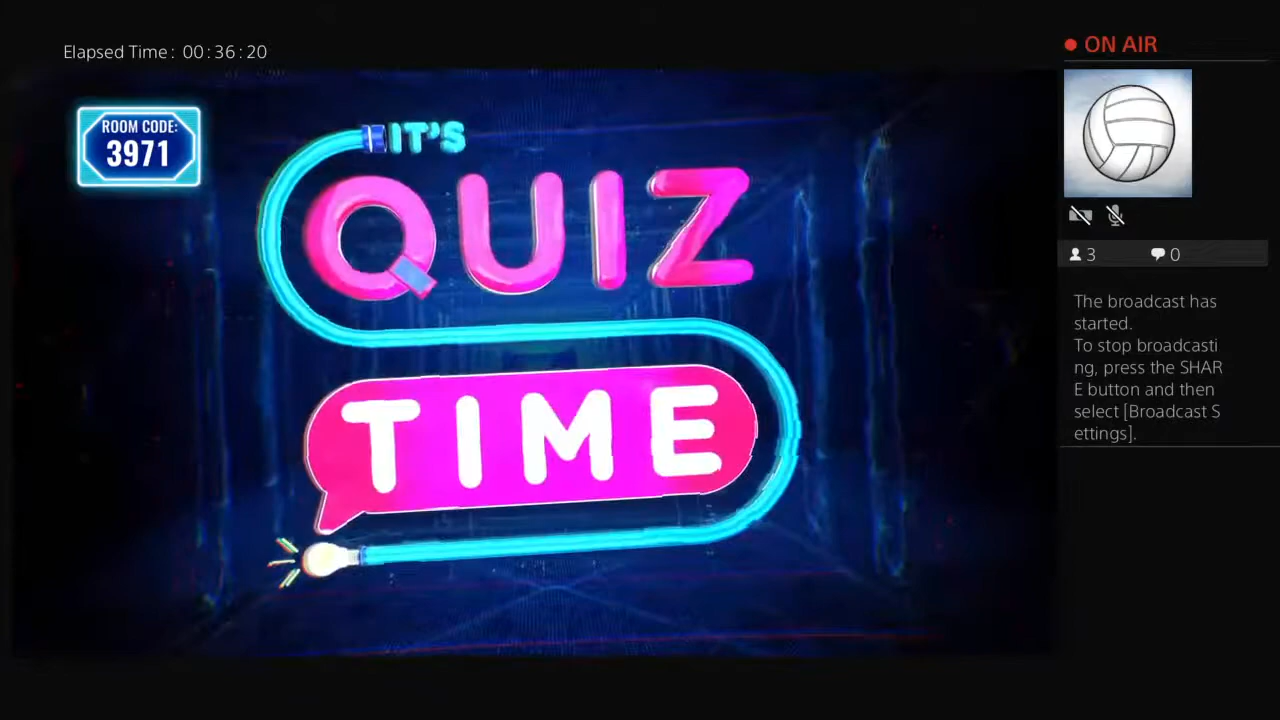 Elapsed Time: 00:36:20
ON AIR
ROOM CODE:
3971
IT'S
QUIZ
TIME
3
0
The broadcast has
started.
To stop broadcasti
ng, press the SHAR
E button and then
select [Broadcast S
ettings].